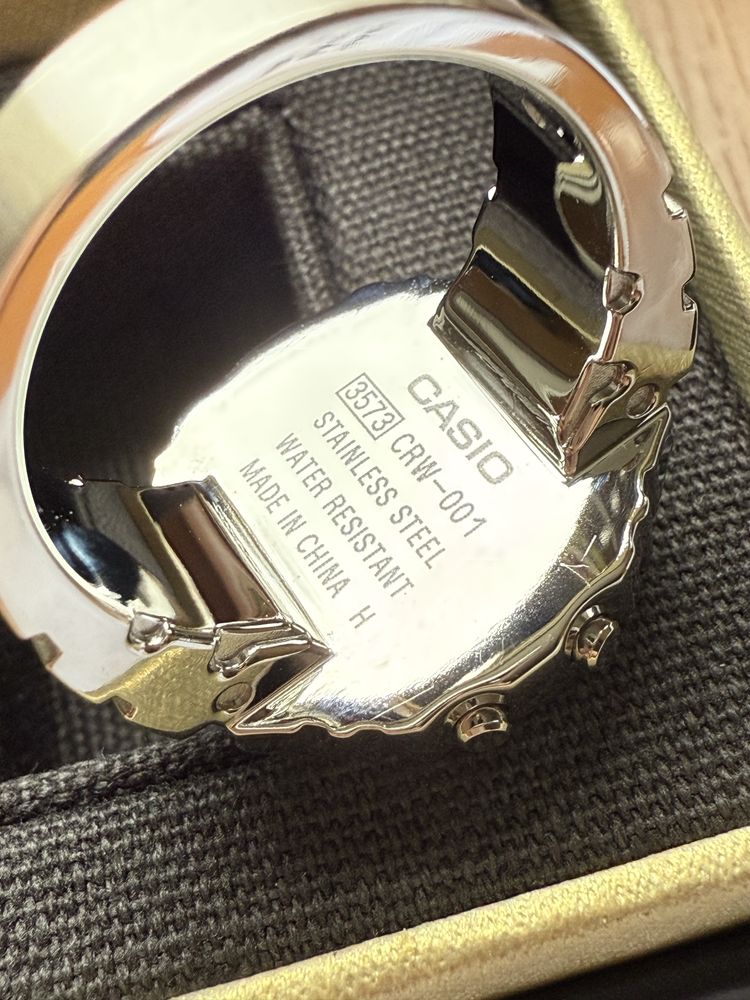 CASIO
3573 CRW-001
STAINLESS STEEL
WATER RESISTANT
MADE IN CHINA H